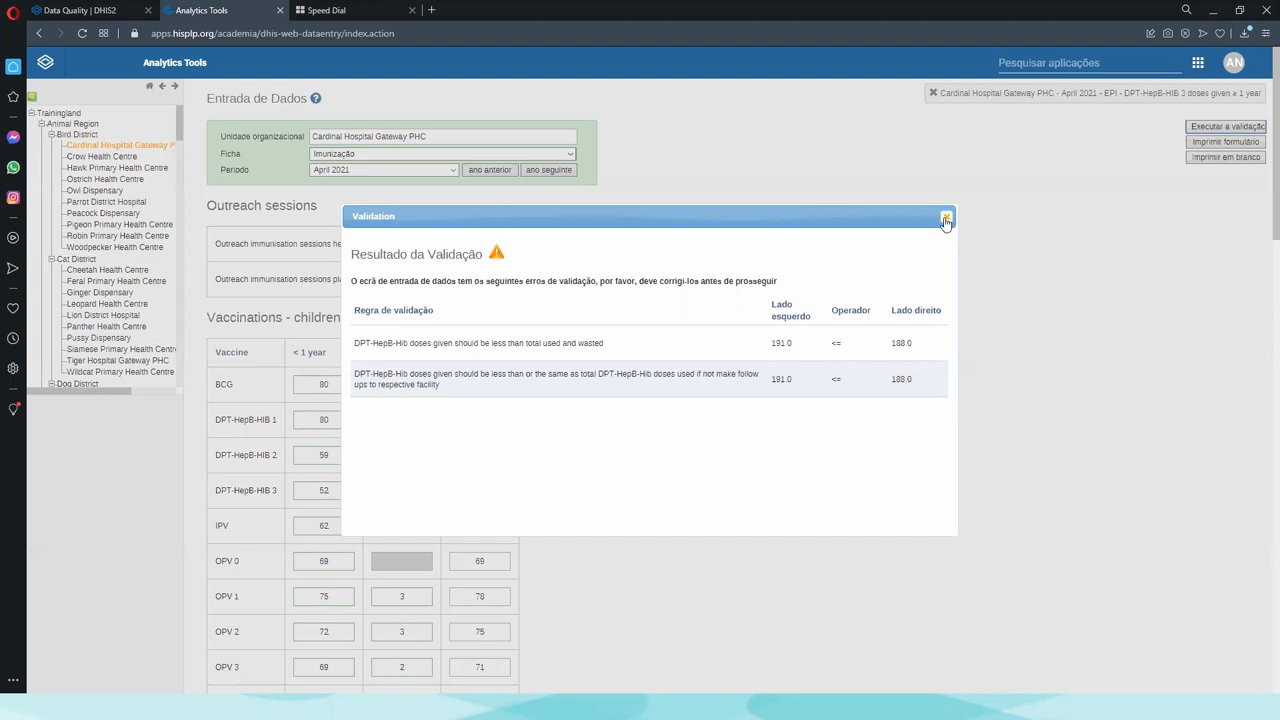 Data Quality | DHIS2
Analytics Tools
Speed Dial
apps.hisplp.org/academia/dhis-web-dataentry/index.action
Analytics Tools
Pesquisar aplicações
AN
Trainingland
Animal Region
Bird District
Cardinal Hospital Gateway P
Crow Health Centre
Hawk Primary Health Centre
Ostrich Health Centre
Owl Dispensary
Parrot District Hospital
Peacock Dispensary
Pigeon Primary Health Centre
Robin Primary Health Centre
Woodpecker Health Centre
Cat District
Cheetah Health Centre
Feral Primary Health Centre
Ginger Dispensary
Leopard Health Centre
Lion District Hospital
Panther Health Centre
Pussy Dispensary
Siamese Primary Health Centre
Tiger Hospital Gateway PHC
Wildcat Primary Health Centre
Dog District
Entrada de Dados
Cardinal Hospital Gateway PHC - April 2021 - EPI - DPT-HepB-HIB 3 doses given ≥ 1 year
Unidade organizacional Cardinal Hospital Gateway PHC
Ficha Imunização
Período April 2021 ano anterior ano seguinte
Executar a validação
Imprimir formulário
Imprimir em branco
Outreach sessions
Outreach immunisation sessions he
Outreach immunisation sessions pl
Vaccinations - children
Vaccine < 1 year
BCG 80
DPT-HepB-HIB 1 80
DPT-HepB-HIB 2 59
DPT-HepB-HIB 3 52
IPV 62
OPV 0 69 69
OPV 1 75 3 78
OPV 2 72 3 75
OPV 3 69 2 71
Validation
Resultado da Validação
O ecrã de entrada de dados tem os seguintes erros de validação, por favor, deve corrigi-los antes de prosseguir
Regra de validação Lado esquerdo Operador Lado direito
DPT-HepB-Hib doses given should be less than total used and wasted 191.0 <= 188.0
DPT-HepB-Hib doses given should be less than or the same as total DPT-HepB-Hib doses used if not make follow
ups to respective facility 191.0 <= 188.0